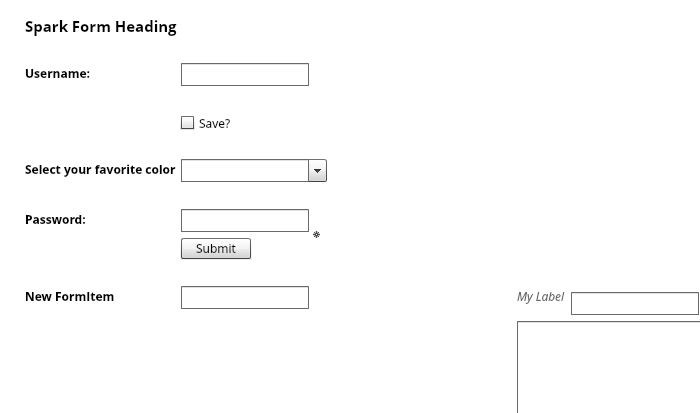 Spark Form Heading
Username:
Save?
Select your favorite color
Password:
Submit
New FormItem
My Label